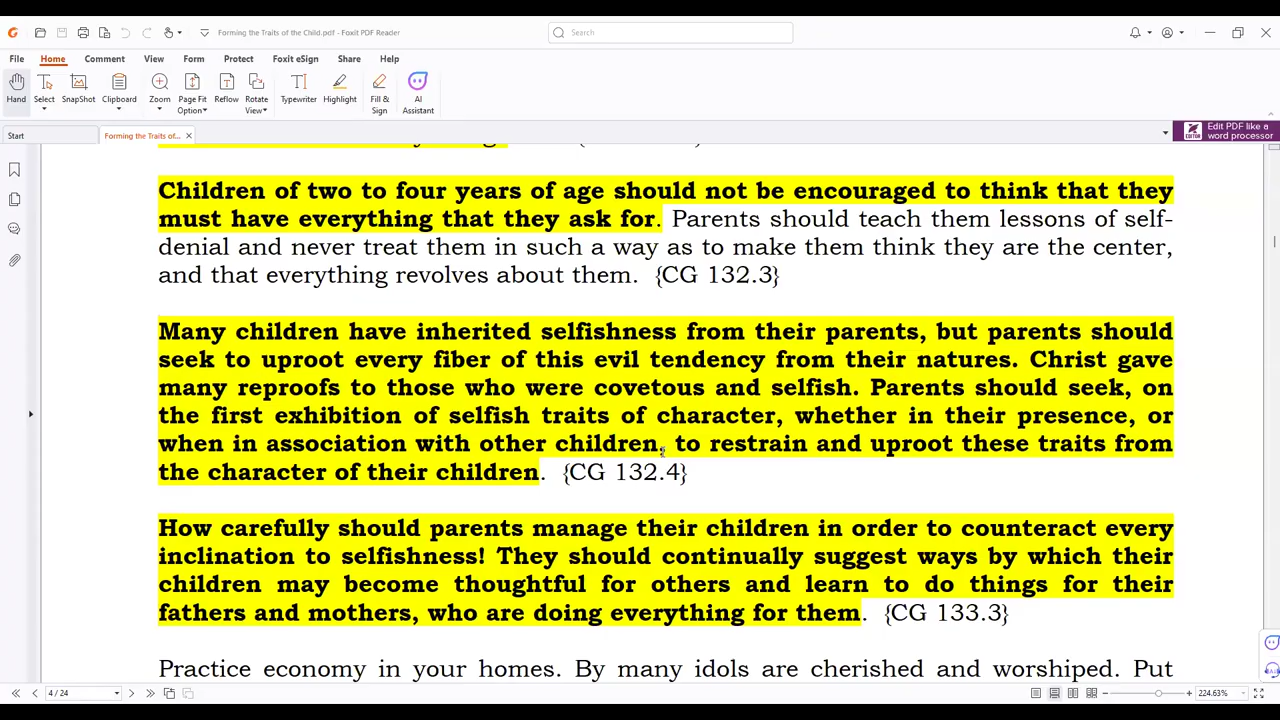 Forming the Traits of the Child.pdf - Foxit PDF Reader
Search
File Home Comment View Form Protect Foxit eSign Share Help
Hand Select SnapShot Clipboard Zoom Page Fit Option Reflow Rotate View Typewriter Highlight Fill & Sign AI Assistant
Start
Forming the Traits of...
Edit PDF like a word processor
EDITOR
Children of two to four years of age should not be encouraged to think that they
must have everything that they ask for. Parents should teach them lessons of self-
denial and never treat them in such a way as to make them think they are the center,
and that everything revolves about them. {CG 132.3}
Many children have inherited selfishness from their parents, but parents should
seek to uproot every fiber of this evil tendency from their natures. Christ gave
many reproofs to those who were covetous and selfish. Parents should seek, on
the first exhibition of selfish traits of character, whether in their presence, or
when in association with other children, to restrain and uproot these traits from
the character of their children. {CG 132.4}
How carefully should parents manage their children in order to counteract every
inclination to selfishness! They should continually suggest ways by which their
children may become thoughtful for others and learn to do things for their
fathers and mothers, who are doing everything for them. {CG 133.3}
Practice economy in your homes. By many idols are cherished and worshiped. Put
4 / 24
224.63%